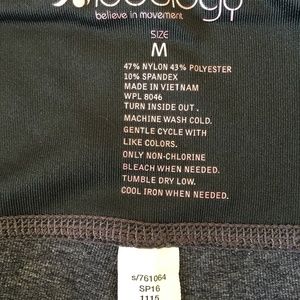 believe in movement
SIZE
M
47% NYLON 43% POLYESTER
10% SPANDEX
MADE IN VIETNAM
WPL 8046
TURN INSIDE OUT.
MACHINE WASH COLD.
GENTLE CYCLE WITH
LIKE COLORS.
ONLY NON-CHLORINE
BLEACH WHEN NEEDED.
TUMBLE DRY LOW.
COOL IRON WHEN NEEDED.
s/761064
SP16
1115